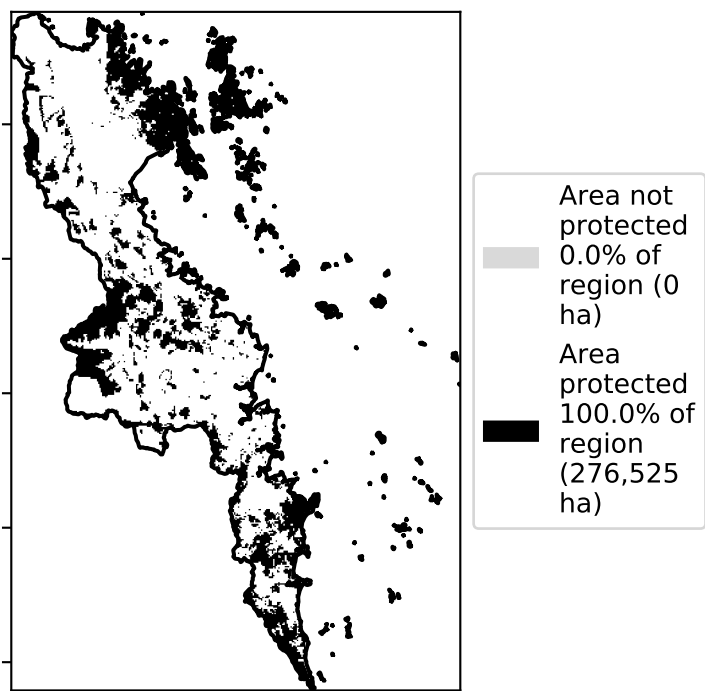 Area not
protected
0.0% of
region (0
ha)
Area
protected
100.0% of
region
(276,525
ha)